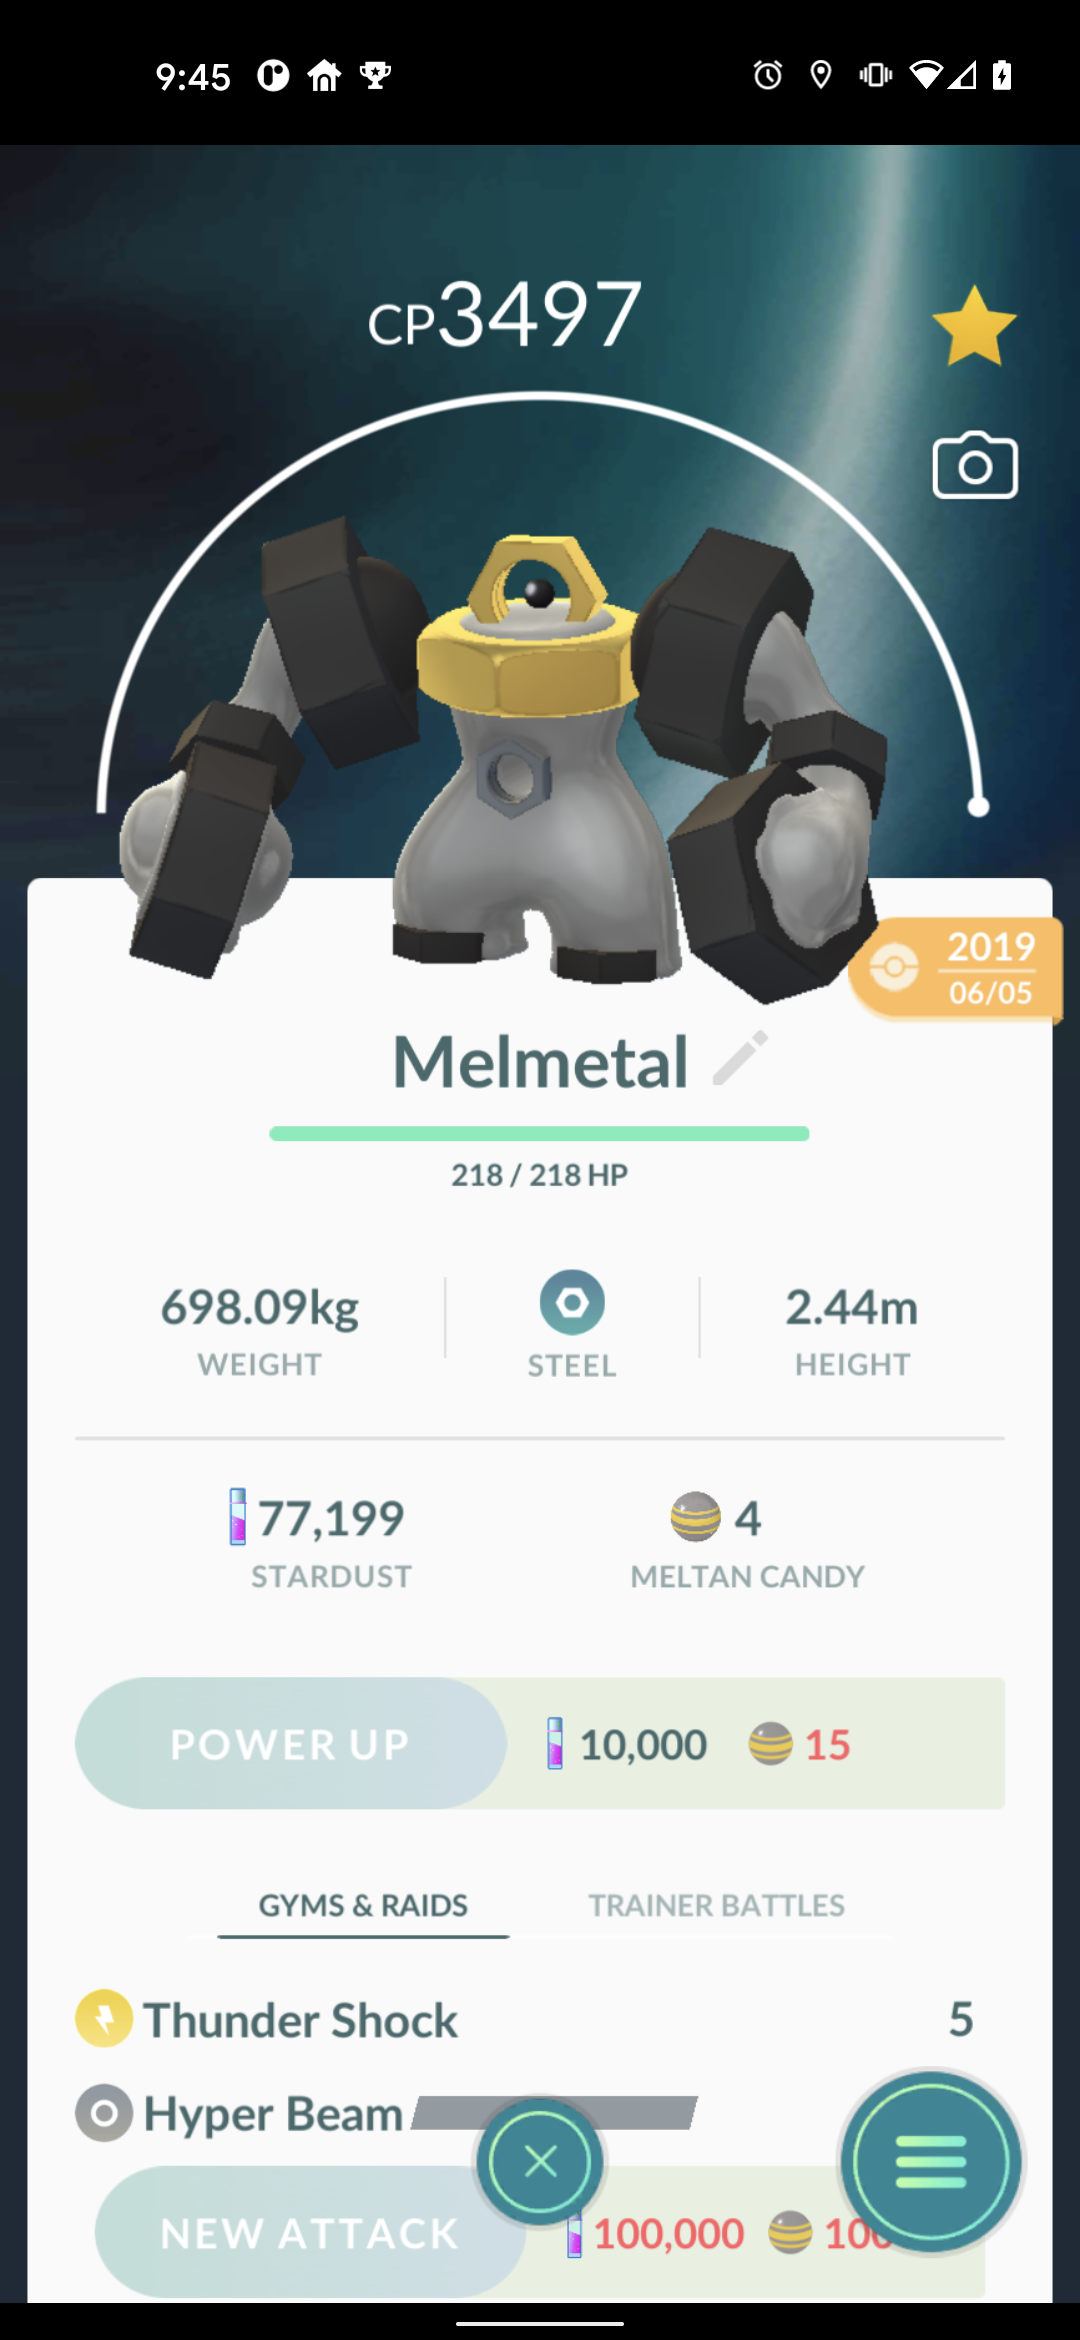 9:45
CP3497
2019
06/05
Melmetal
218 / 218 HP
698.09kg
WEIGHT
STEEL
2.44m
HEIGHT
77,199
STARDUST
4
MELTAN CANDY
POWER UP 10,000 15
GYMS & RAIDS TRAINER BATTLES
Thunder Shock 5
Hyper Beam
NEW ATTACK 100,000